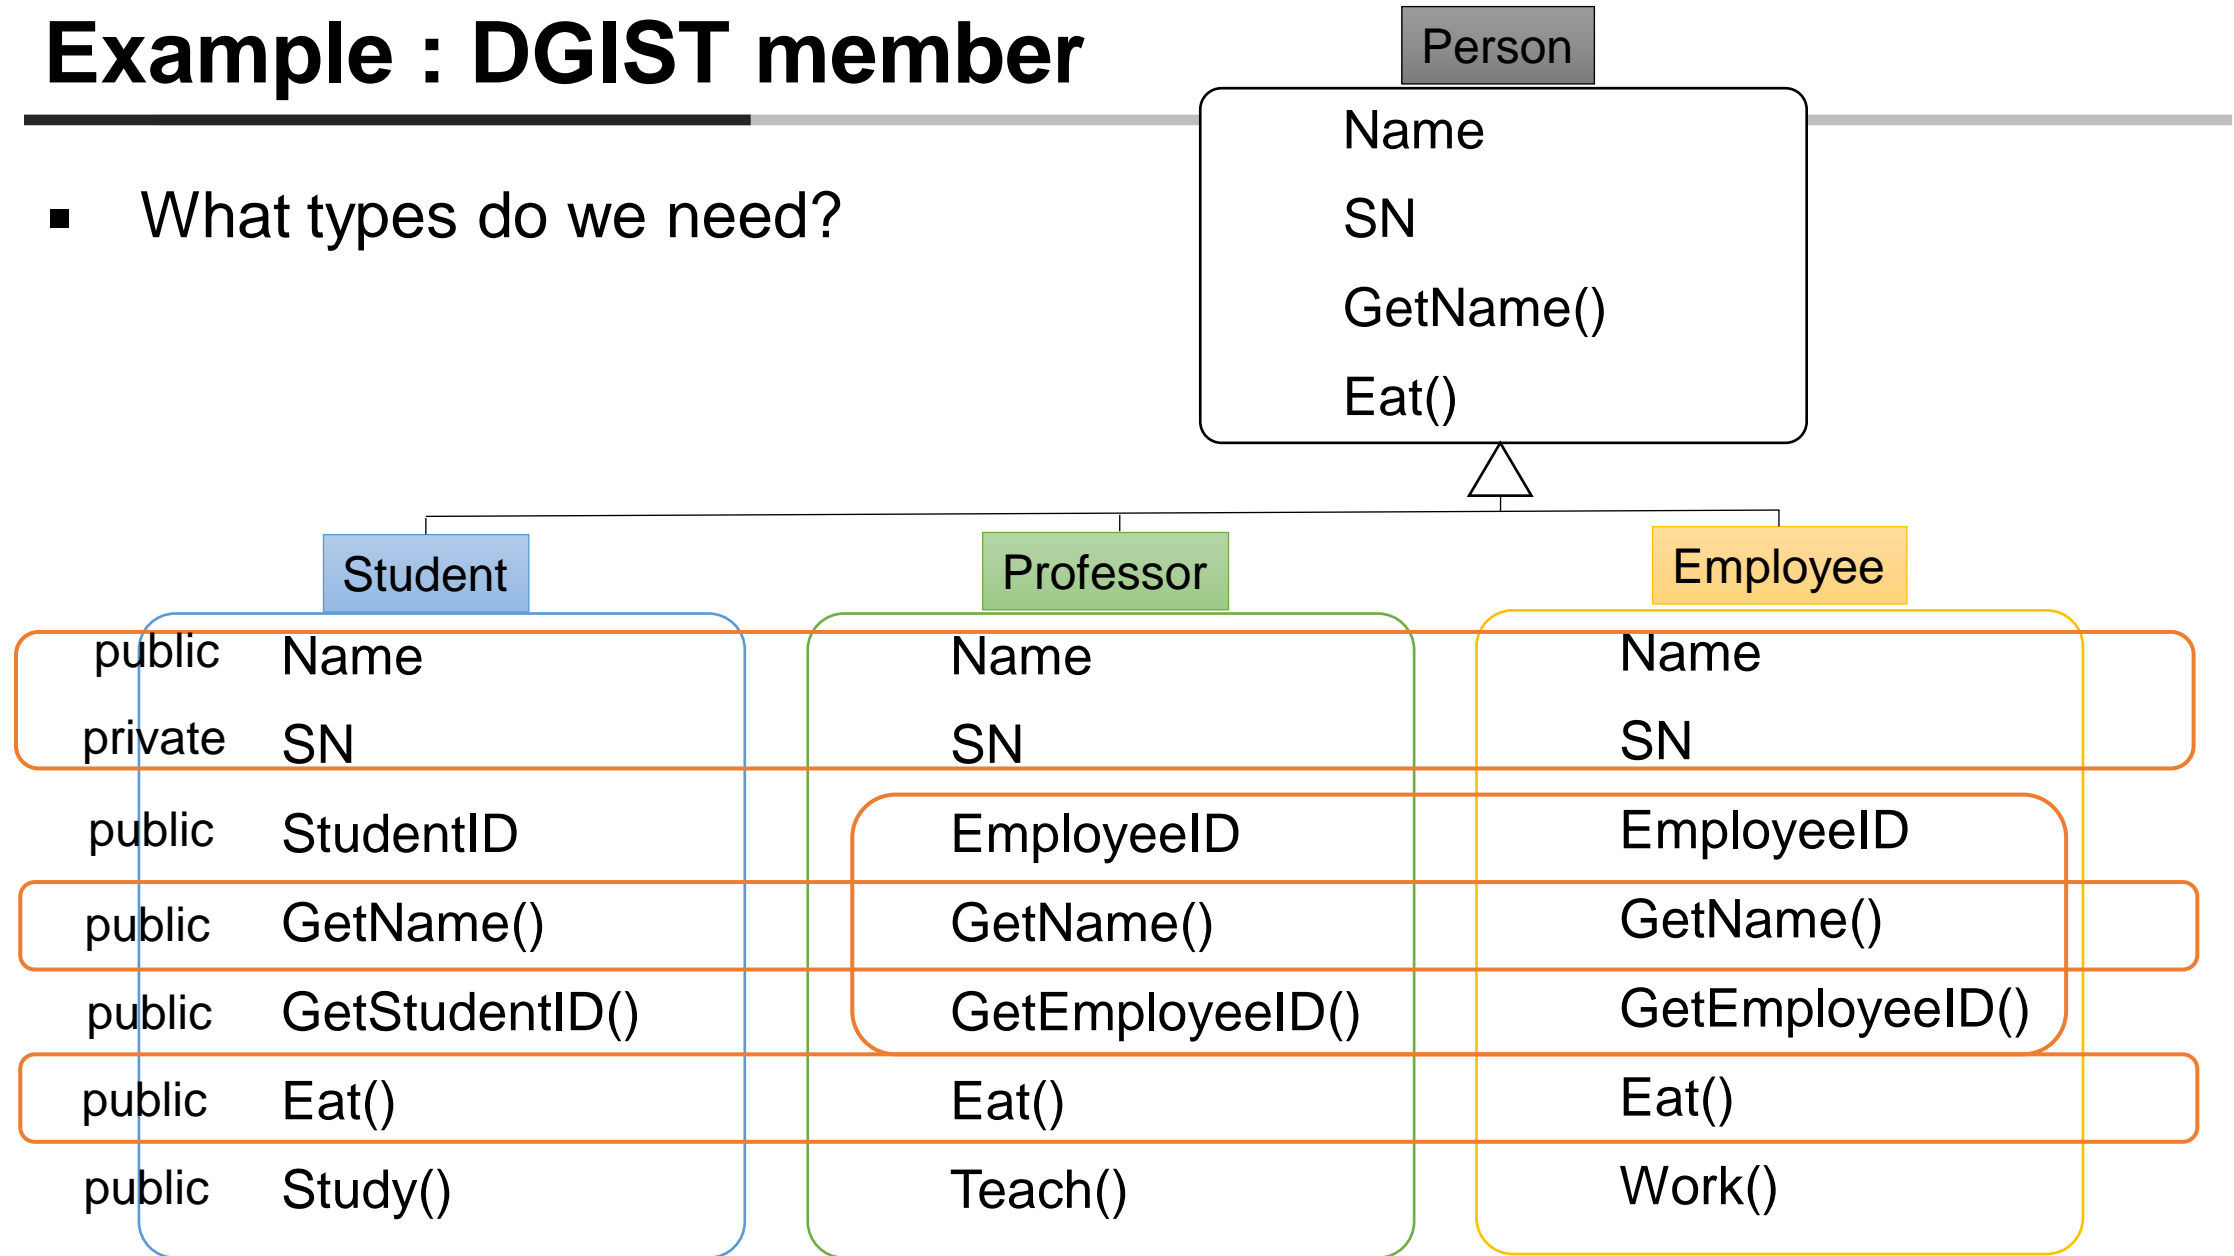 Example : DGIST member
▪ What types do we need?
Person
Name
SN
GetName()
Eat()
Student
Professor
Employee
public Name Name Name
private SN SN SN
public StudentID EmployeeID EmployeeID
public GetName() GetName() GetName()
public GetStudentID() GetEmployeeID() GetEmployeeID()
public Eat() Eat() Eat()
public Study() Teach() Work()